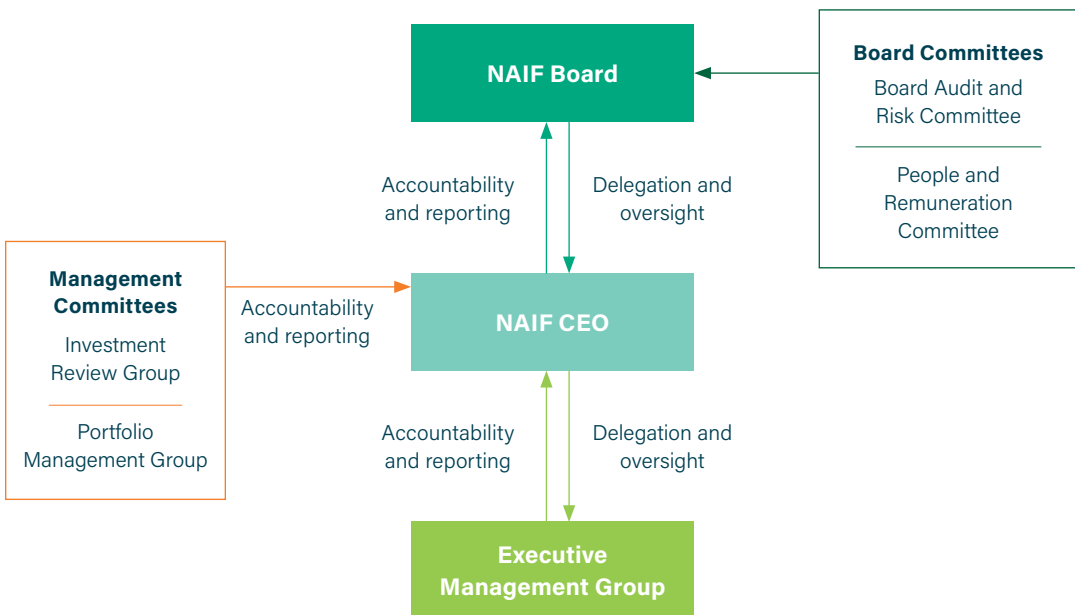 NAIF Board
Board Committees
Board Audit and
Risk Committee
People and
Remuneration
Committee
Accountability
and reporting
Delegation and
oversight
Management
Committees
Investment
Review Group
Portfolio
Management Group
Accountability
and reporting
NAIF CEO
Accountability
and reporting
Delegation and
oversight
Executive
Management Group